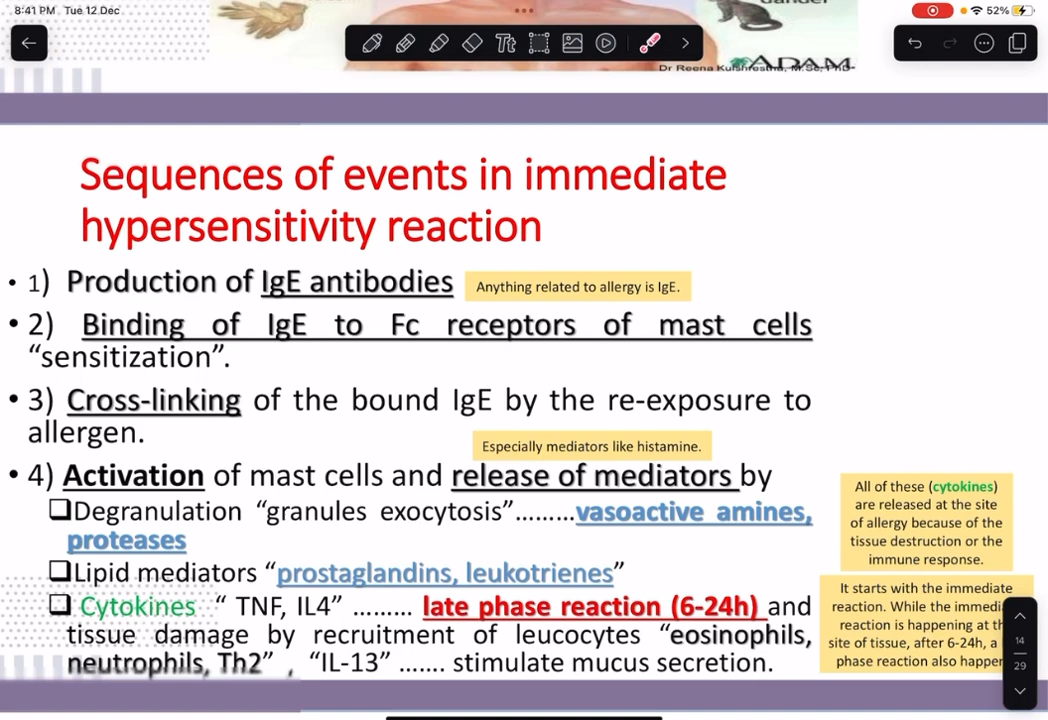 8:41 PM Tue 12 Dec
52%
Tt
ADAM
Dr Reena Kulshrestha, M.Sc, PhD-
Sequences of events in immediate
hypersensitivity reaction
• 1) Production of IgE antibodies
Anything related to allergy is IgE.
• 2) Binding of IgE to Fc receptors of mast cells
“sensitization”.
• 3) Cross-linking of the bound IgE by the re-exposure to
allergen.
Especially mediators like histamine.
• 4) Activation of mast cells and release of mediators by
❑Degranulation “granules exocytosis”.........vasoactive amines,
proteases
❑Lipid mediators “prostaglandins, leukotrienes”
❑ Cytokines “ TNF, IL4” ......... late phase reaction (6-24h) and
tissue damage by recruitment of leucocytes “eosinophils,
neutrophils, Th2” , “IL-13” ....... stimulate mucus secretion.
All of these (cytokines)
are released at the site
of allergy because of the
tissue destruction or the
immune response.
It starts with the immediate
reaction. While the
reaction is happening at
site of tissue, after 6-24h, a
phase reaction also
14
29